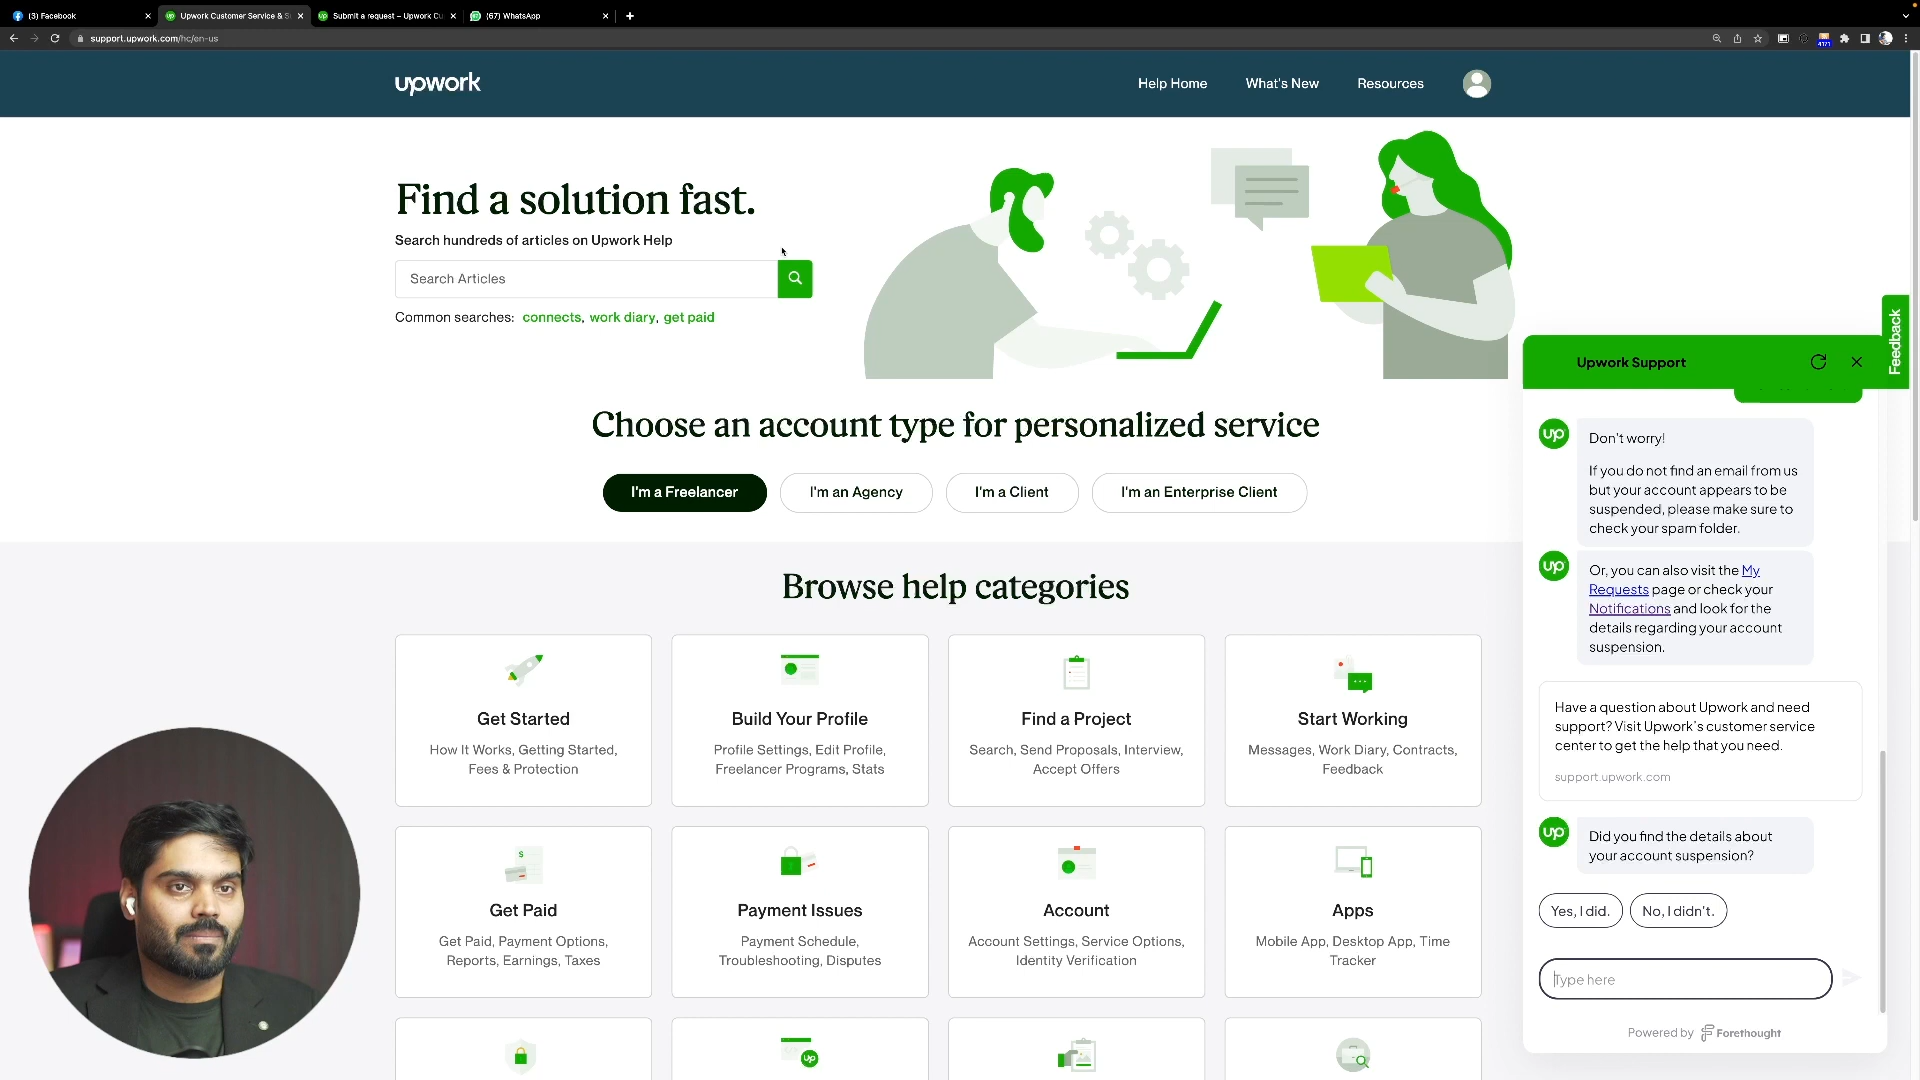 (3) Facebook
Upwork Customer Service & S
Submit a request – Upwork Cu
(67) WhatsApp
support.upwork.com/hc/en-us
4171
upwork
Help Home
What's New
Resources
Find a solution fast.
Search hundreds of articles on Upwork Help
Search Articles
Common searches: connects, work diary, get paid
Feedback
Choose an account type for personalized service
I'm a Freelancer
I'm an Agency
I'm a Client
I'm an Enterprise Client
Browse help categories
Get Started
How It Works, Getting Started,
Fees & Protection
Build Your Profile
Profile Settings, Edit Profile,
Freelancer Programs, Stats
Find a Project
Search, Send Proposals, Interview,
Accept Offers
Start Working
Messages, Work Diary, Contracts,
Feedback
Get Paid
Get Paid, Payment Options,
Reports, Earnings, Taxes
Payment Issues
Payment Schedule,
Troubleshooting, Disputes
Account
Account Settings, Service Options,
Identity Verification
Apps
Mobile App, Desktop App, Time
Tracker
up
Upwork Support
up
Don't worry!
If you do not find an email from us
but your account appears to be
suspended, please make sure to
check your spam folder.
up
Or, you can also visit the My
Requests page or check your
Notifications and look for the
details regarding your account
suspension.
Have a question about Upwork and need
support? Visit Upwork's customer service
center to get the help that you need.
support.upwork.com
up
Did you find the details about
your account suspension?
Yes, I did.
No, I didn't.
Type here
Powered by Forethought